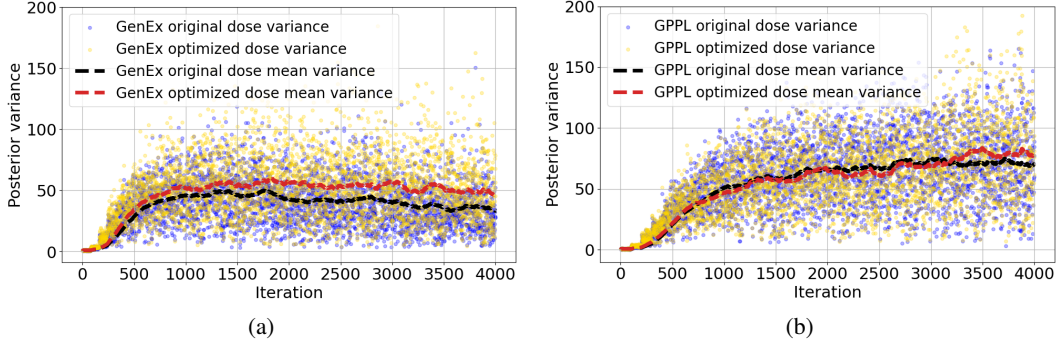 200
150
100
50
0
Posterior variance
GenEx original dose variance
GenEx optimized dose variance
GenEx original dose mean variance
GenEx optimized dose mean variance
0 500 1000 1500 2000 2500 3000 3500 4000
Iteration
(a)
200
150
100
50
0
Posterior variance
GPPL original dose variance
GPPL optimized dose variance
GPPL original dose mean variance
GPPL optimized dose mean variance
0 500 1000 1500 2000 2500 3000 3500 4000
Iteration
(b)